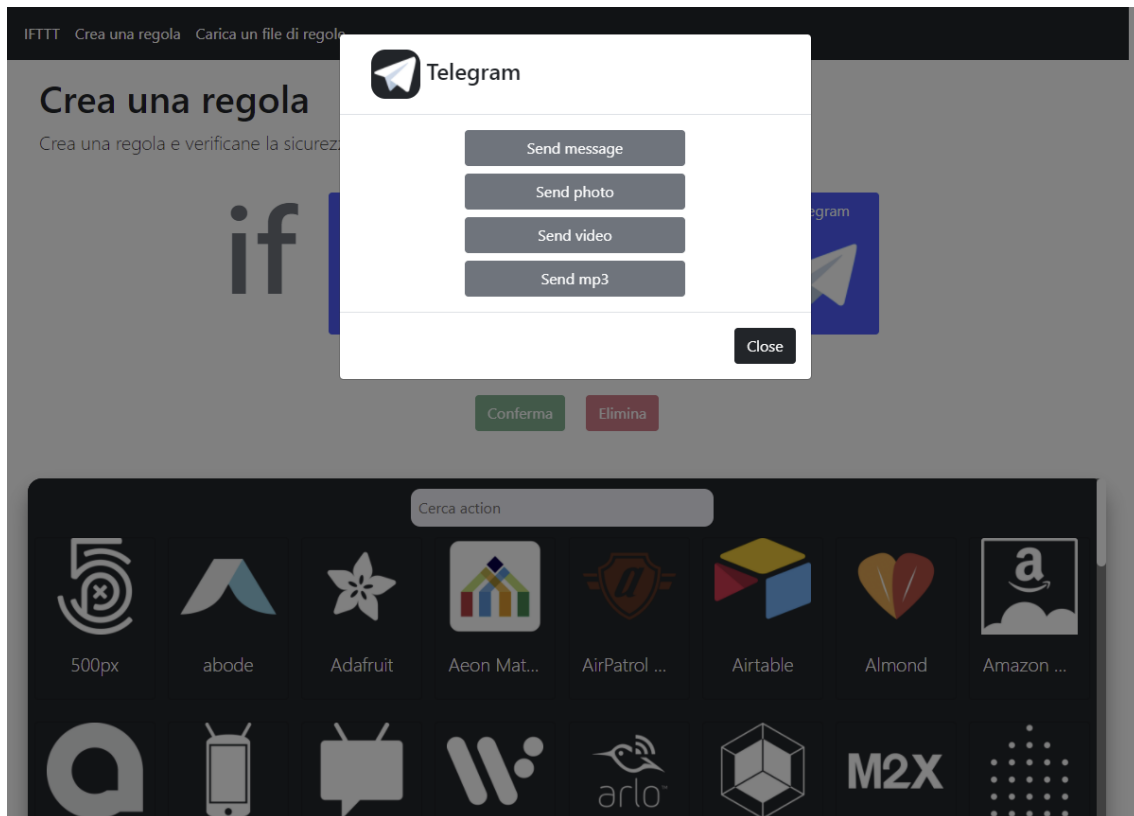 IFTTT Crea una regola Carica un file di regole
Telegram
Crea una regola
Crea una regola e verificane la
Send message
Send photo
Send video
Send mp3
if
Close
Conferma Elimina
Cerca action
500px abode Adafruit Aeon Mat... AirPatrol ... Airtable Almond Amazon ...
arlo
M2X